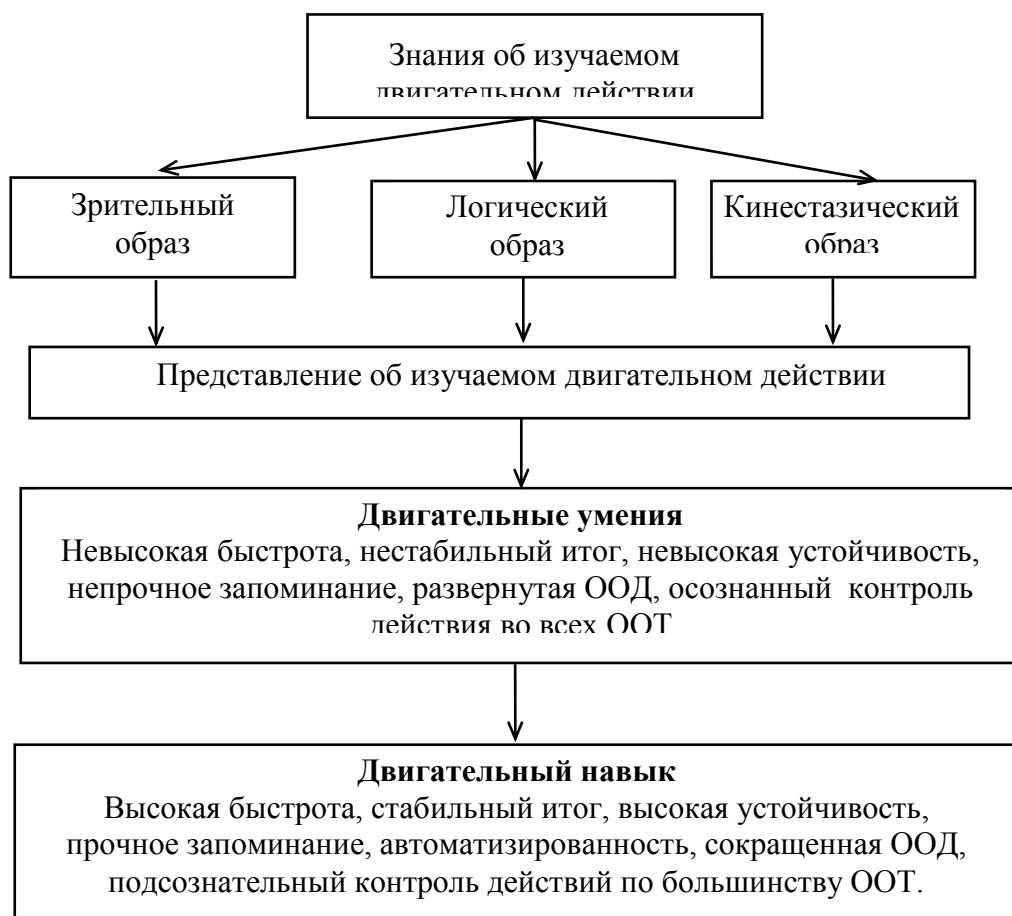 Знания об изучаемом
двигательном действии
Зрительный
образ
Логический
образ
Кинестазический
образ
Представление об изучаемом двигательном действии
Двигательные умения
Невысокая быстрота, нестабильный итог, невысокая устойчивость,
непрочное запоминание, развернутая ООД, осознанный контроль
действия во всех ООТ
Двигательный навык
Высокая быстрота, стабильный итог, высокая устойчивость,
прочное запоминание, автоматизированность, сокращенная ООД,
подсознательный контроль действий по большинству ООТ.